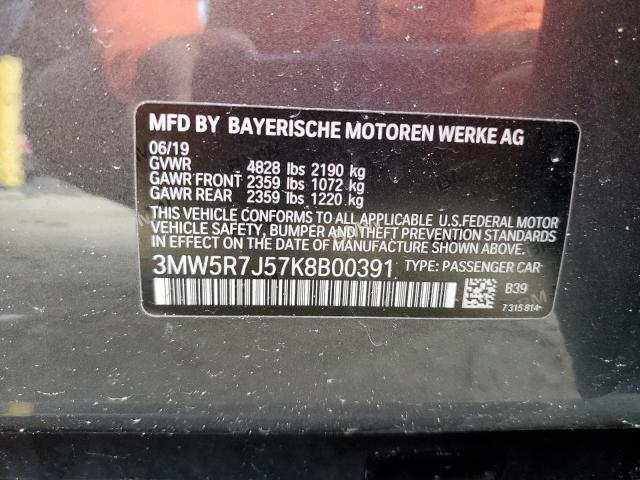 MFD BY BAYERISCHE MOTOREN WERKE AG
06/19
GVWR 4828 lbs 2190 kg
GAWR FRONT 2359 lbs 1072 kg
GAWR REAR 2359 lbs 1220 kg
THIS VEHICLE CONFORMS TO ALL APPLICABLE U.S.FEDERAL MOTOR
VEHICLE SAFETY, BUMPER AND THEFT PREVENTION STANDARDS
IN EFFECT ON THE DATE OF MANUFACTURE SHOWN ABOVE.
3MW5R7J57K8B00391 TYPE: PASSENGER CAR
B39
7 315 814